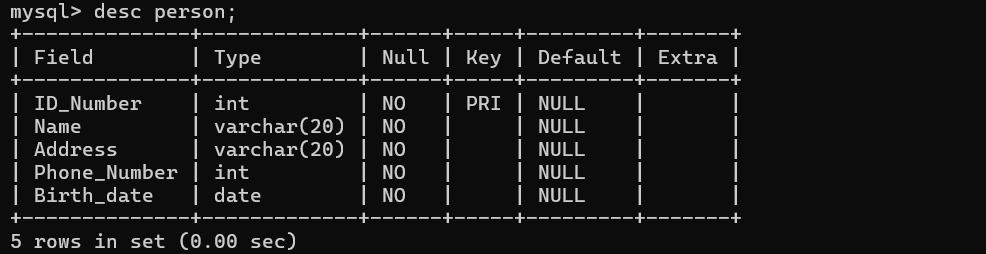 mysql> desc person;
+--------------+-------------+------+-----+---------+-------+
| Field        | Type        | Null | Key | Default | Extra |
+--------------+-------------+------+-----+---------+-------+
| ID_Number    | int         | NO   | PRI | NULL    |       |
| Name         | varchar(20) | NO   |     | NULL    |       |
| Address      | varchar(20) | NO   |     | NULL    |       |
| Phone_Number | int         | NO   |     | NULL    |       |
| Birth_date   | date        | NO   |     | NULL    |       |
+--------------+-------------+------+-----+---------+-------+
5 rows in set (0.00 sec)